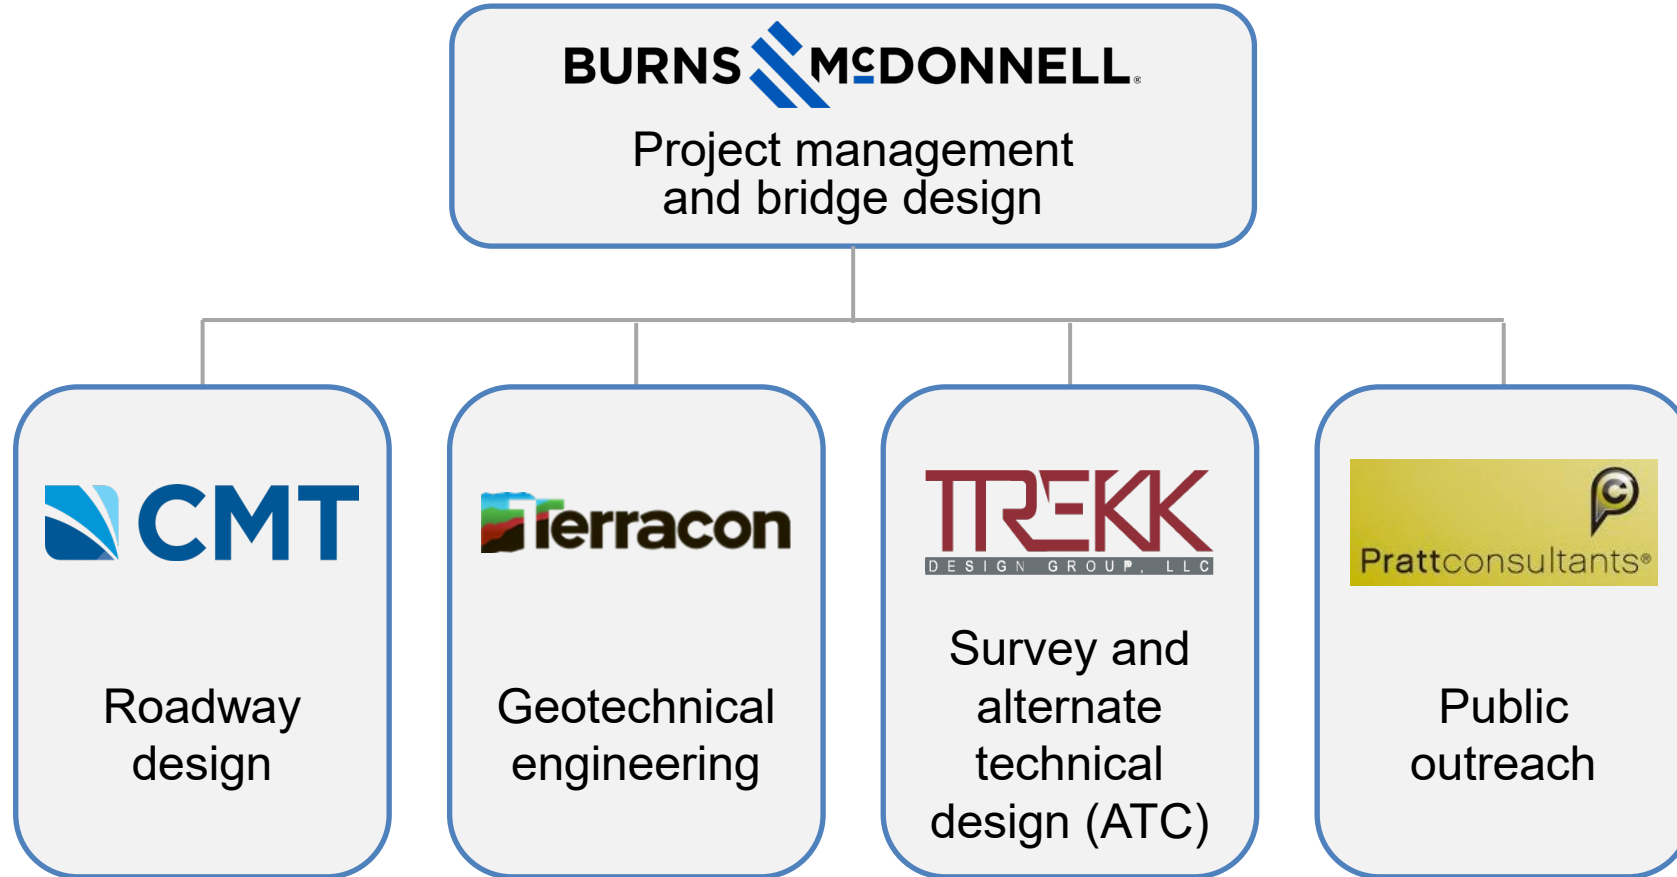 BURNS McDONNELL®
Project management
and bridge design
CMT
Roadway
design
Terracon
Geotechnical
engineering
TREKK
DESIGN GROUP, LLC
Survey and
alternate
technical
design (ATC)
PC
Prattconsultants®
Public
outreach